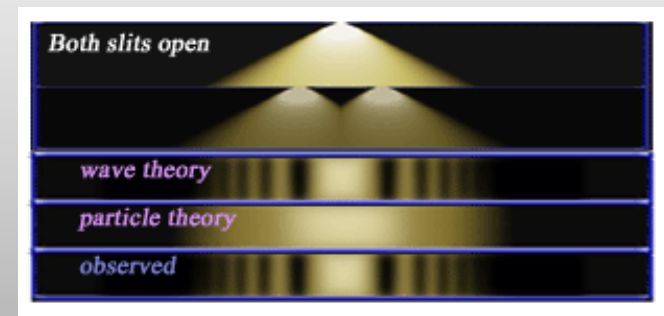 Both slits open
wave theory
particle theory
observed